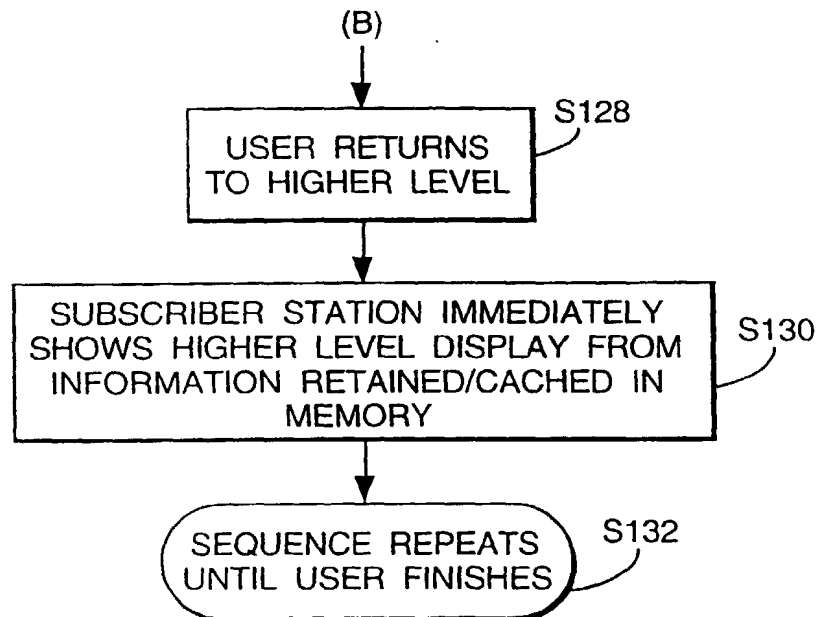 (B)
S128
USER RETURNS
TO HIGHER LEVEL
SUBSCRIBER STATION IMMEDIATELY
SHOWS HIGHER LEVEL DISPLAY FROM
INFORMATION RETAINED/CACHED IN
MEMORY
S130
SEQUENCE REPEATS
UNTIL USER FINISHES
S132